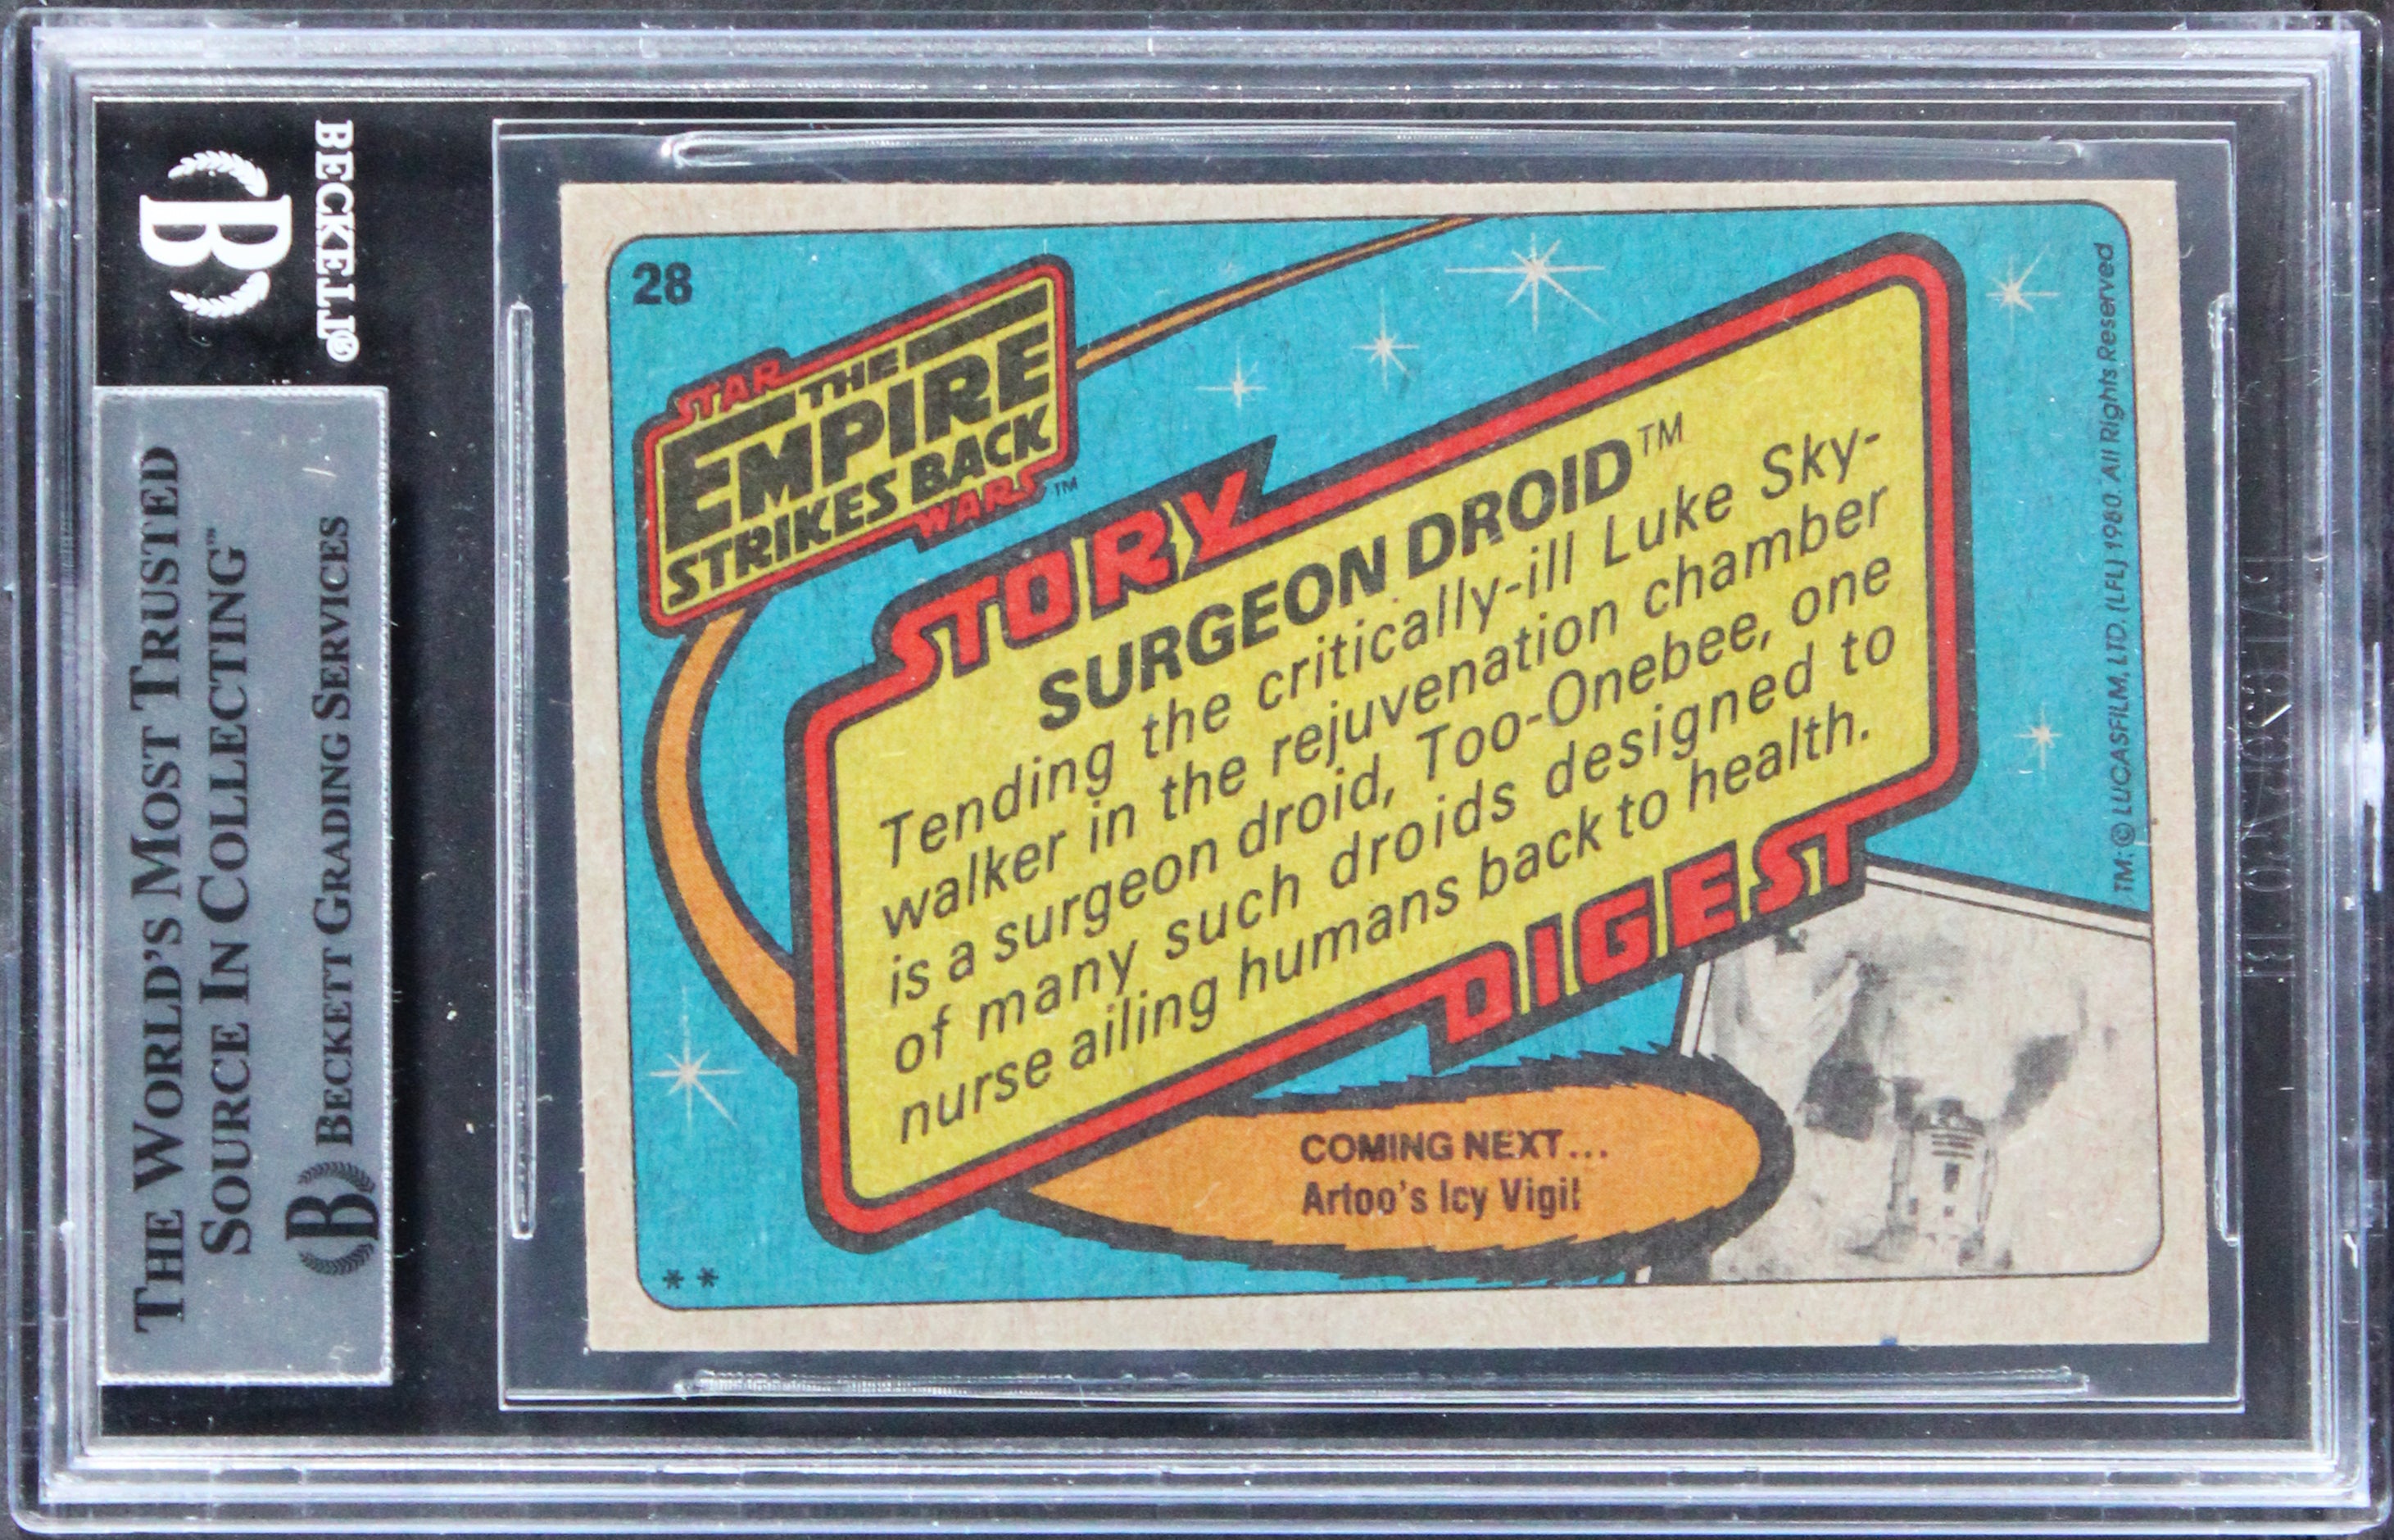 BECKETT®
B
THE WORLD'S MOST TRUSTED
SOURCE IN COLLECTING™
B BECKETT GRADING SERVICES
28
STAR
THE
EMPIRE
STRIKES BACK
WARS™
STORY
SURGEON DROID™
Tending the critically-ill Luke Sky-
walker in the rejuvenation chamber
is a surgeon droid, Too-Onebee, one
of many such droids designed to
nurse ailing humans back to health.
DIGEST
COMING NEXT...
Artoo's Icy Vigil
**
TM: © LUCASFILM, LTD. (LFL) 1980. All Rights Reserved